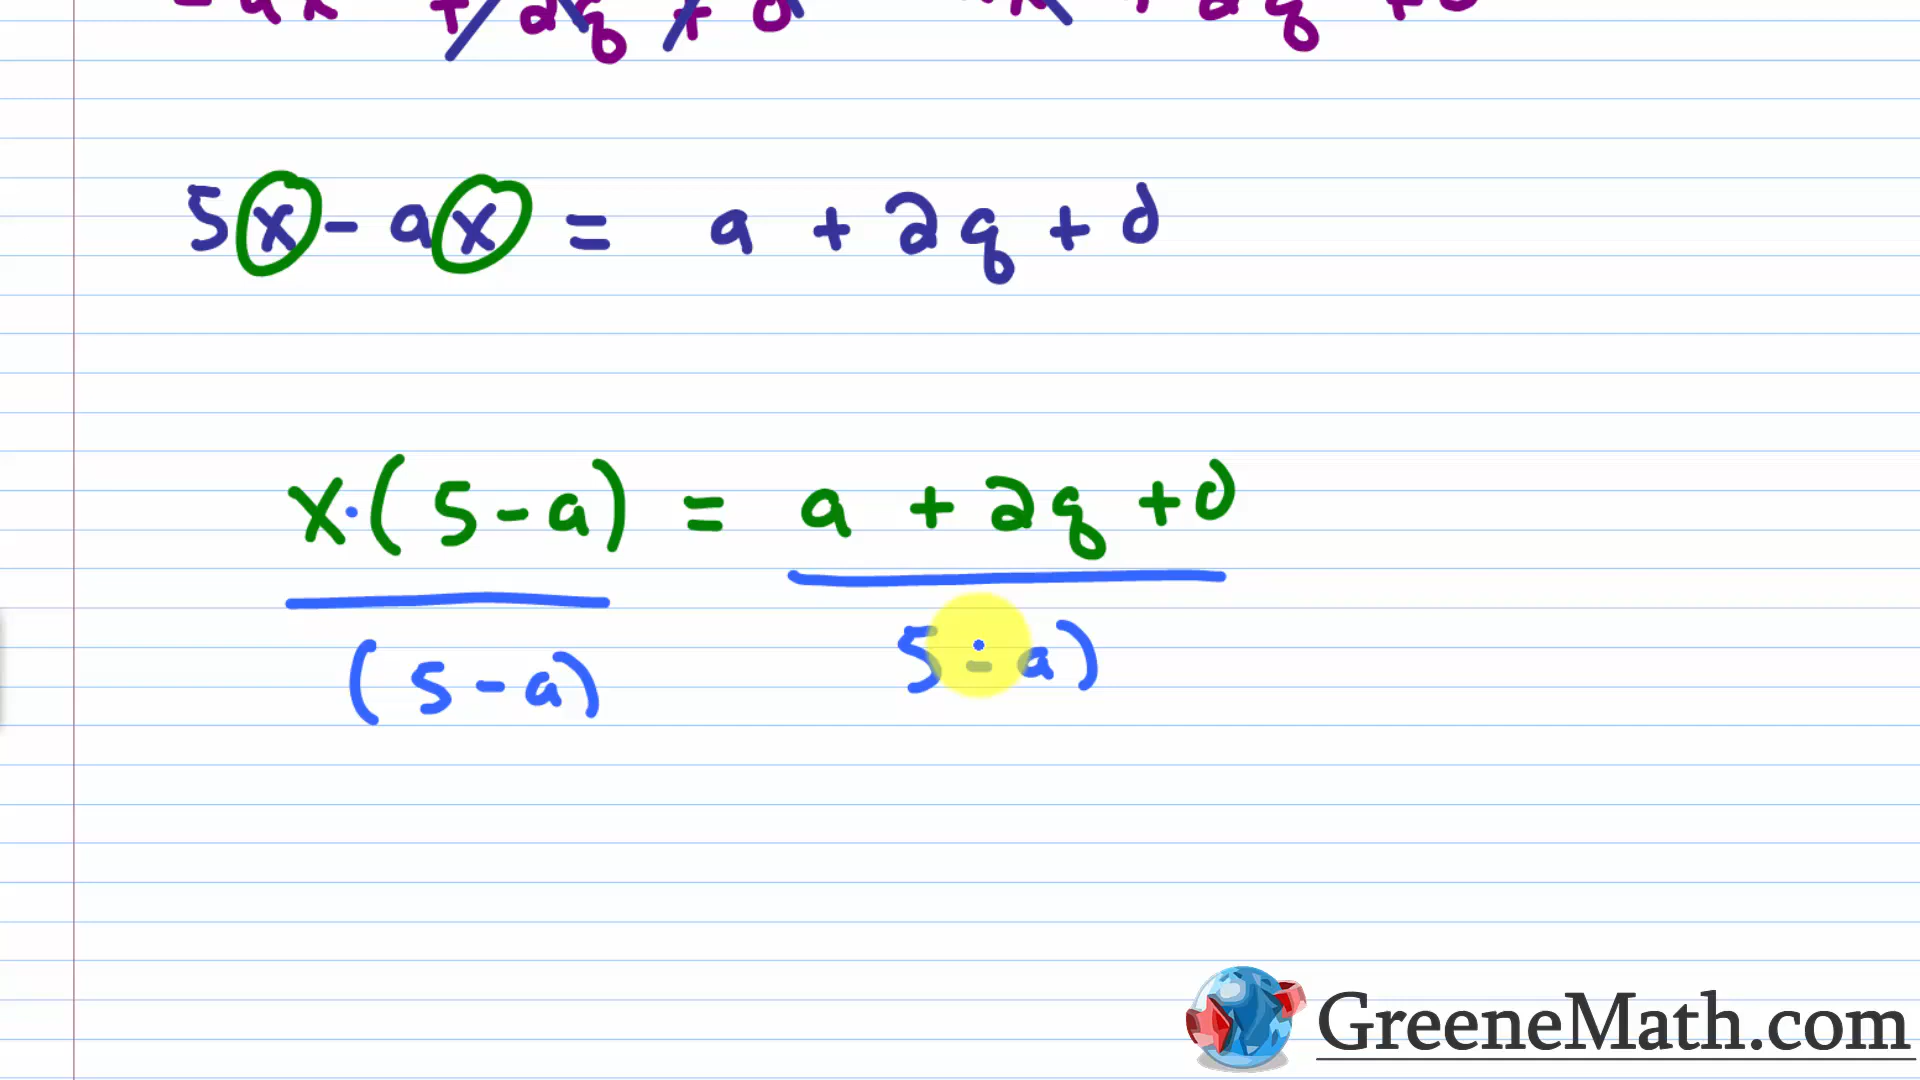 5x - ax = a + 2q + d
x·(5 - a) = a + 2q + d
(5 - a) 5 - a)
GreeneMath.com